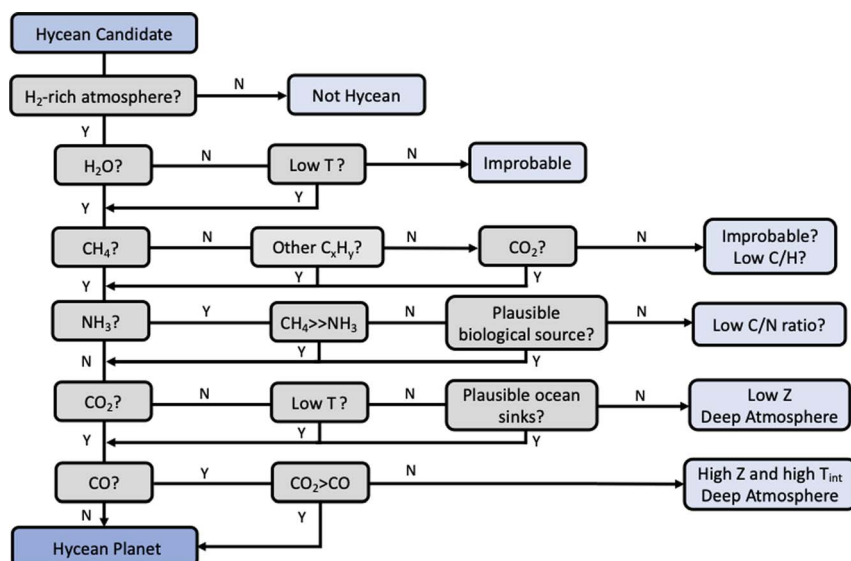 Hycean Candidate
H₂-rich atmosphere?
N
Not Hycean
Y
H₂O?
N
Low T ?
N
Improbable
Y
Y
CH₄?
N
Other CₓHᵧ?
N
CO₂?
N
Improbable?
Low C/H?
Y
Y
Y
NH₃?
Y
CH₄>>NH₃
N
Plausible
biological source?
N
Low C/N ratio?
N
Y
Y
CO₂?
N
Low T ?
N
Plausible ocean
sinks?
N
Low Z
Deep Atmosphere
Y
Y
Y
CO?
Y
CO₂>CO
N
High Z and high Tᵢₙₜ
Deep Atmosphere
N
Y
Hycean Planet